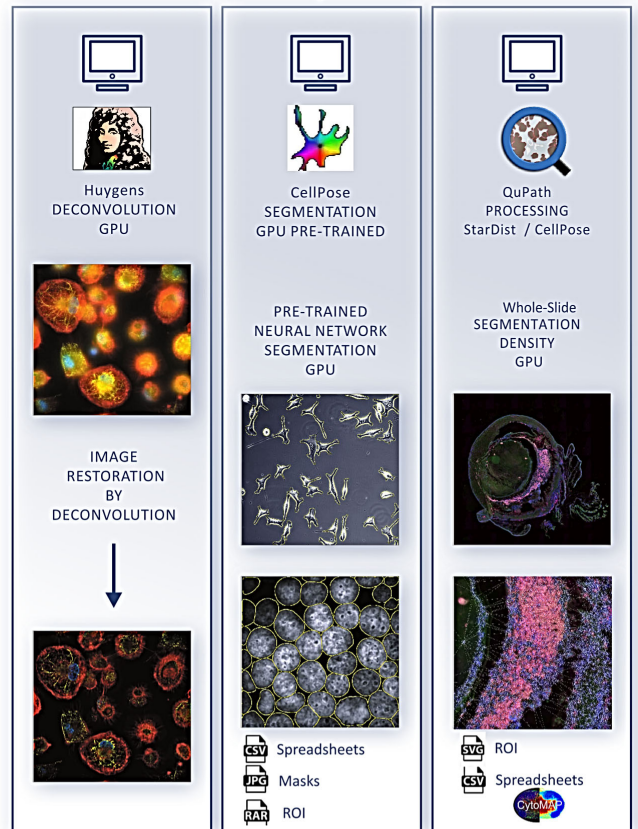 Huygens
DECONVOLUTION
GPU
IMAGE
RESTORATION
BY
DECONVOLUTION
CellPose
SEGMENTATION
GPU PRE-TRAINED
PRE-TRAINED
NEURAL NETWORK
SEGMENTATION
GPU
CSV Spreadsheets
JPG Masks
RAR ROI
QuPath
PROCESSING
StarDist / CellPose
Whole-Slide
SEGMENTATION
DENSITY
GPU
SVG ROI
CSV Spreadsheets
CytoMAP